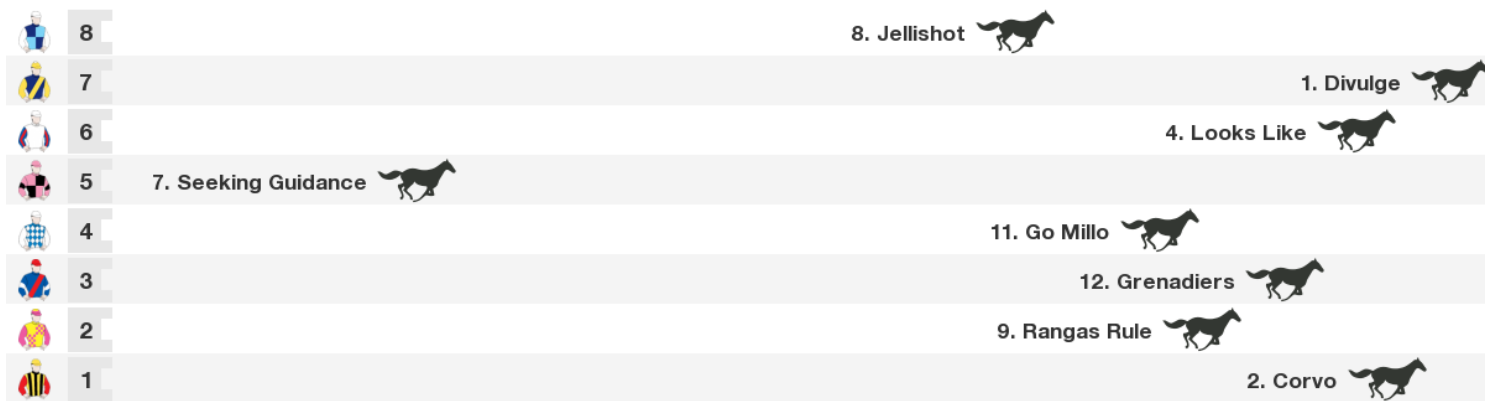 8 8. Jellishot
7 1. Divulge
6 4. Looks Like
5 7. Seeking Guidance
4 11. Go Millo
3 12. Grenadiers
2 9. Rangas Rule
1 2. Corvo